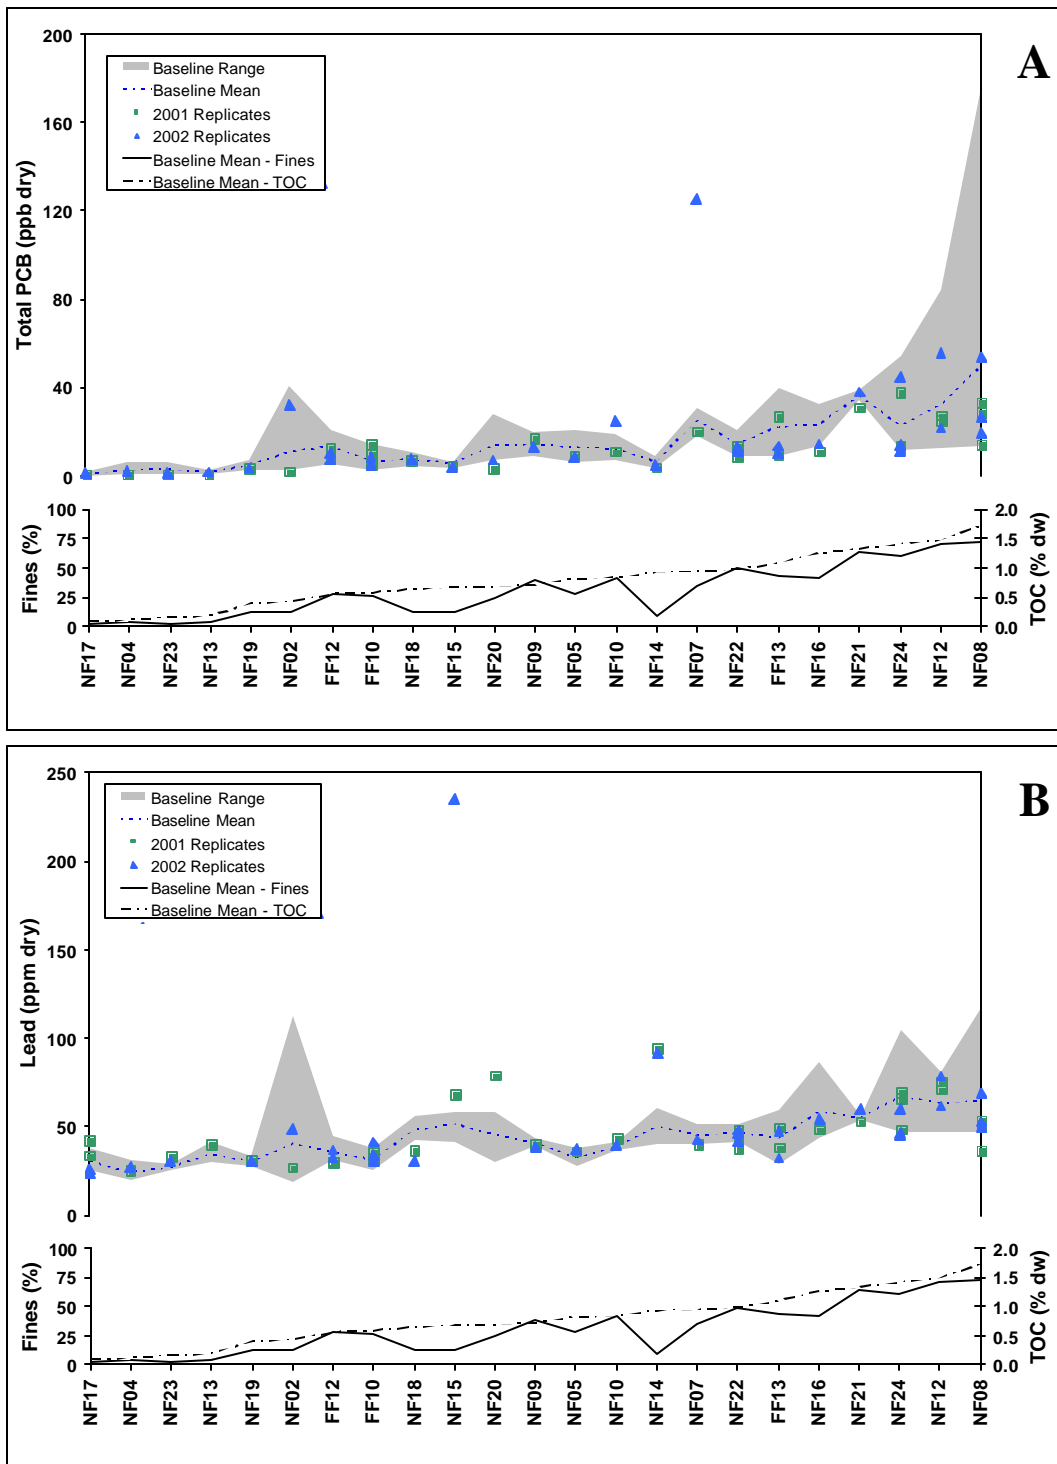 A
200
160
120
80
40
0
Total PCB (ppb dry)
Baseline Range
Baseline Mean
2001 Replicates
2002 Replicates
Baseline Mean - Fines
Baseline Mean - TOC
100
75
50
25
0
Fines (%)
2.0
1.5
1.0
0.5
0.0
TOC (% dw)
NF17
NF04
NF23
NF13
NF19
NF02
FF12
FF10
NF18
NF15
NF20
NF09
NF05
NF10
NF14
NF07
NF22
FF13
NF16
NF21
NF24
NF12
NF08
B
250
200
150
100
50
0
Lead (ppm dry)
Baseline Range
Baseline Mean
2001 Replicates
2002 Replicates
Baseline Mean - Fines
Baseline Mean - TOC
100
75
50
25
0
Fines (%)
2.0
1.5
1.0
0.5
0.0
TOC (% dw)
NF17
NF04
NF23
NF13
NF19
NF02
FF12
FF10
NF18
NF15
NF20
NF09
NF05
NF10
NF14
NF07
NF22
FF13
NF16
NF21
NF24
NF12
NF08